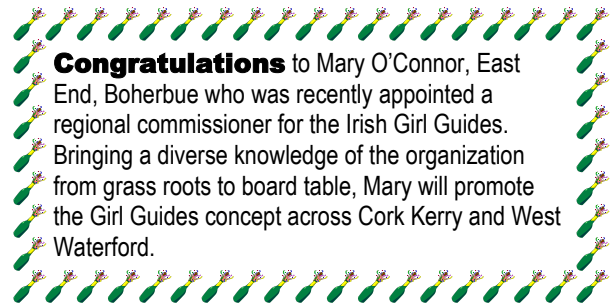 Congratulations to Mary O’Connor, East
End, Boherbue who was recently appointed a
regional commissioner for the Irish Girl Guides.
Bringing a diverse knowledge of the organization
from grass roots to board table, Mary will promote
the Girl Guides concept across Cork Kerry and West
Waterford.